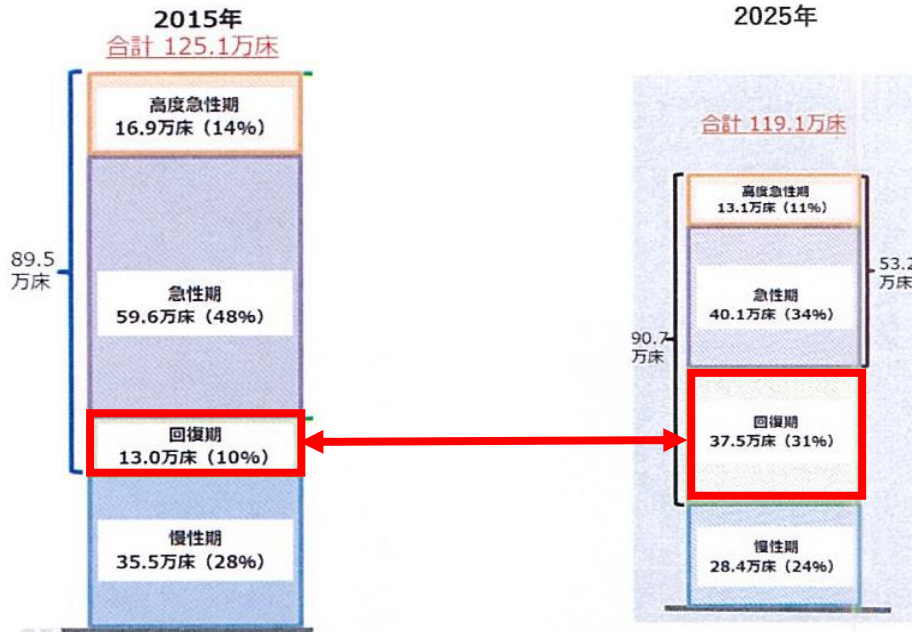 2015年
合計 125.1万床
高度急性期
16.9万床（14%）
89.5
万床
急性期
59.6万床（48%）
回復期
13.0万床（10%）
慢性期
35.5万床（28%）
2025年
合計 119.1万床
高度急性期
13.1万床（11%）
53.2
万床
急性期
40.1万床（34%）
90.7
万床
回復期
37.5万床（31%）
慢性期
28.4万床（24%）